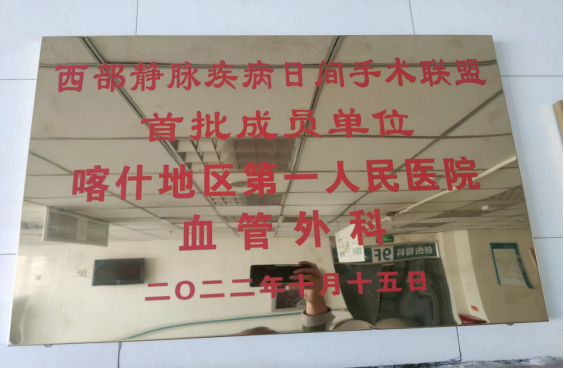 西部静脉疾病日间手术联盟
首批成员单位
喀什地区第一人民医院
血管外科
二〇二二年十月十五日
9F